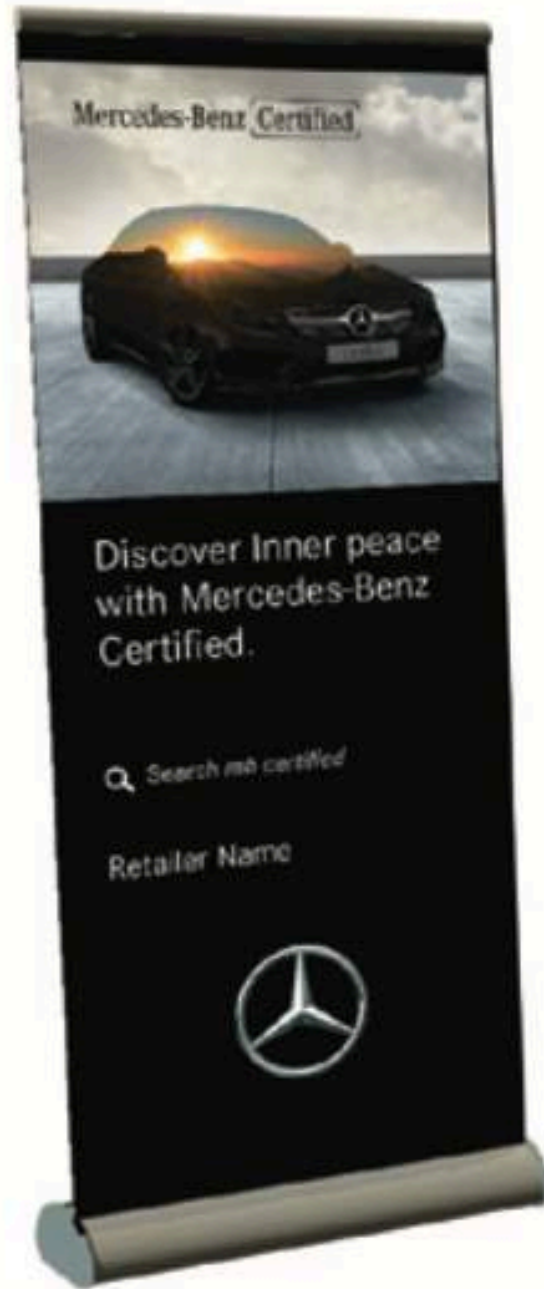 Mercedes-Benz Certified
Discover Inner peace
with Mercedes-Benz
Certified.
Search mb certified
Retailer Name